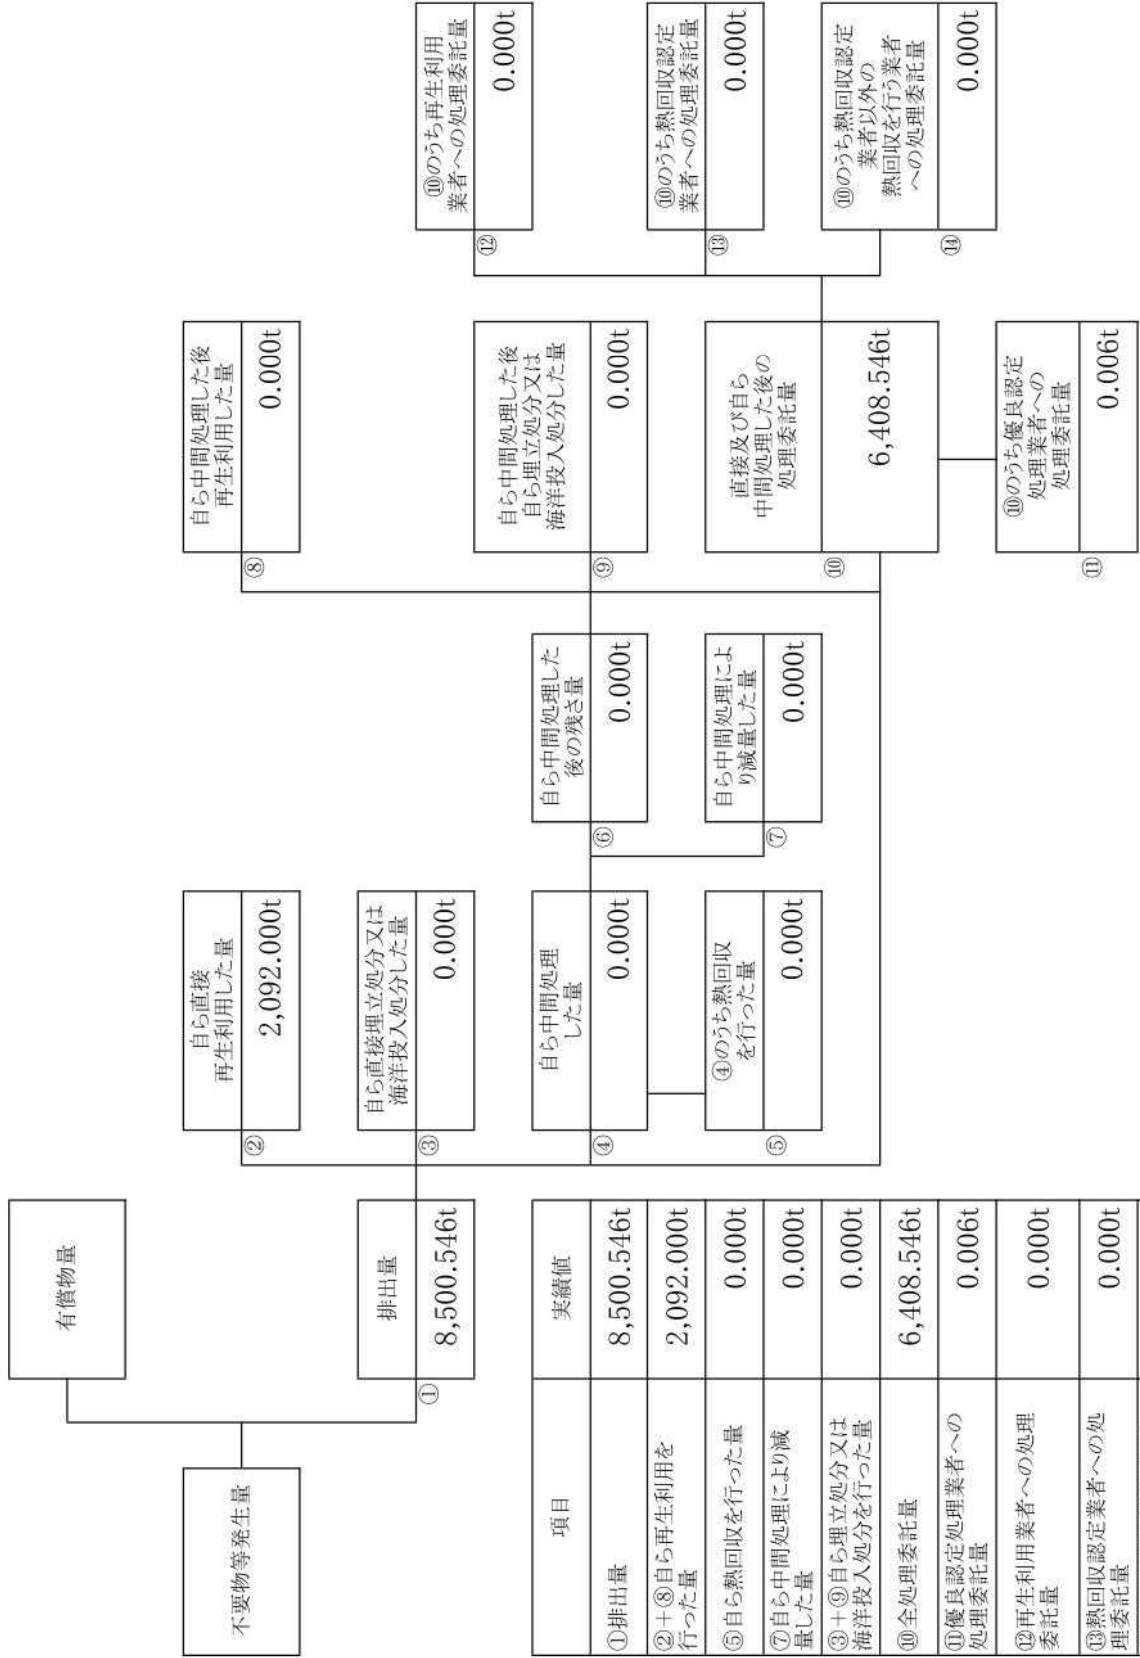 不要物等発生量
有償物量
排出量
①
8,500.546t
自ら直接
再生利用した量
②
2,092.000t
自ら直接埋立処分又は
海洋投入処分した量
③
0.000t
自ら中間処理
した量
④
0.000t
④のうち熱回収
を行った量
⑤
0.000t
自ら中間処理した
後の残さ量
⑥
0.000t
自ら中間処理によ
り減量した量
⑦
0.000t
自ら中間処理した後
再生利用した量
⑧
0.000t
自ら中間処理した後
自ら埋立処分又は
海洋投入処分した量
⑨
0.000t
直接及び自ら
中間処理した後の
処理委託量
⑩
6,408.546t
⑩のうち優良認定
処理業者への
処理委託量
⑪
0.006t
⑩のうち再生利用
業者への処理委託量
⑫
0.000t
⑩のうち熱回収認定
業者への処理委託量
⑬
0.000t
⑩のうち熱回収認定
業者以外の
熱回収を行う業者
への処理委託量
⑭
0.000t
項目 実績値
①排出量 8,500.546t
②+⑧自ら再生利用を
行った量 2,092.000t
⑤自ら熱回収を行った量 0.000t
⑦自ら中間処理により減
量した量 0.000t
③+⑨自ら埋立処分又は
海洋投入処分を行った量 0.000t
⑩全処理委託量 6,408.546t
⑪優良認定処理業者への
処理委託量 0.006t
⑫再生利用業者への処理
委託量 0.000t
⑬熱回収認定業者への処
理委託量 0.000t